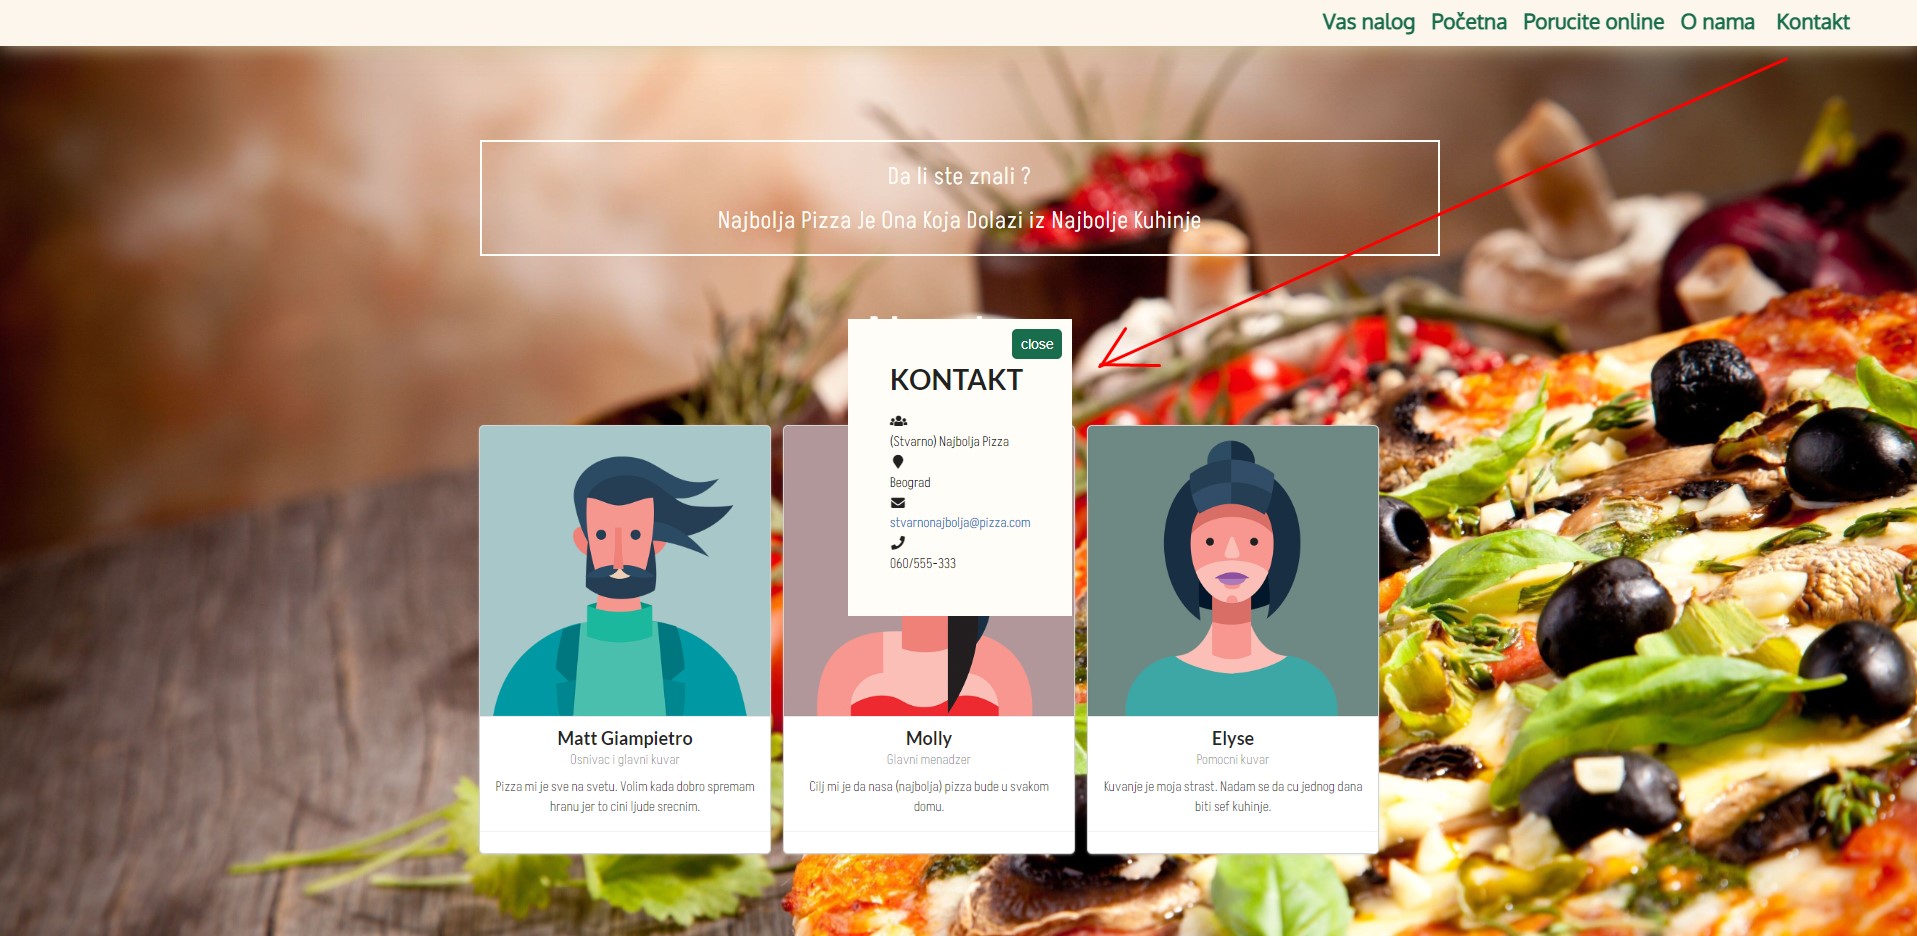 Vas nalog Početna Porucite online O nama Kontakt
Da li ste znali ?
Najbolja Pizza Je Ona Koja Dolazi iz Najbolje Kuhinje
close
KONTAKT
(Stvarno) Najbolja Pizza
Beograd
stvarnonajbolja@pizza.com
060/555-333
Matt Giampietro
Osnivac i glavni kuvar
Pizza mi je sve na svetu. Volim kada dobro spremam
hranu jer to cini ljude srecnim.
Molly
Glavni menadzer
Cilj mi je da nasa (najbolja) pizza bude u svakom
domu.
Elyse
Pomocni kuvar
Kuvanje je moja strast. Nadam se da cu jednog dana
biti sef kuhinje.